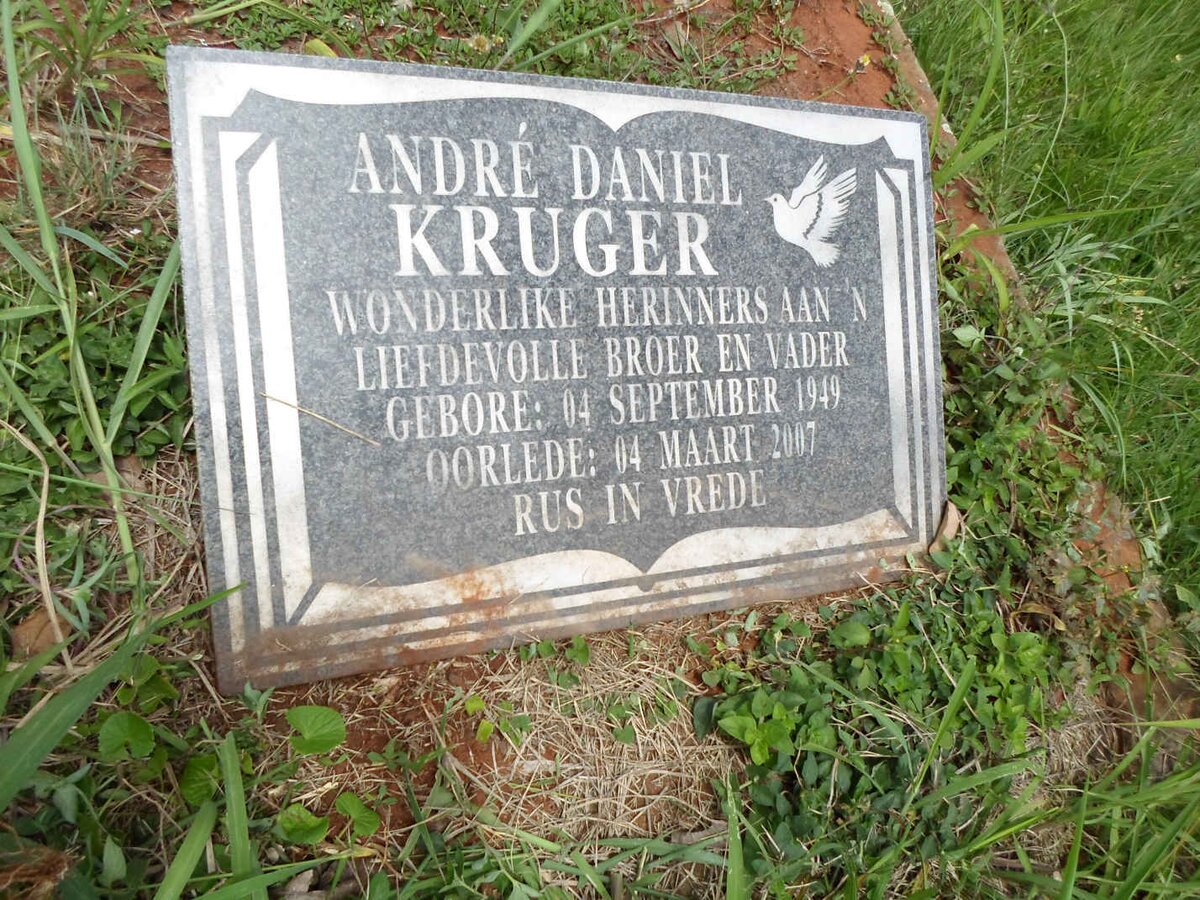 ANDRÉ DANIEL
KRUGER
WONDERLIKE HERINNERS AAN 'N
LIEFDEVOLLE BROER EN VADER
GEBORE: 04 SEPTEMBER 1949
OORLEDE: 04 MAART 2007
RUS IN VREDE